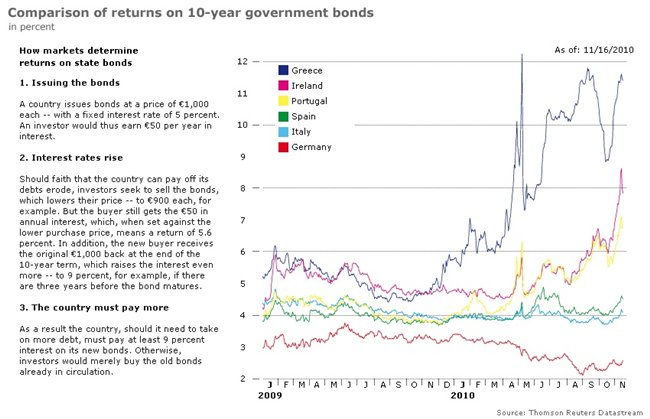 Comparison of returns on 10-year government bonds
in percent
How markets determine
returns on state bonds
1. Issuing the bonds
A country issues bonds at a price of €1,000
each -- with a fixed interest rate of 5 percent.
An investor would thus earn €50 per year in
interest.
2. Interest rates rise
Should faith that the country can pay off its
debts erode, investors seek to sell the bonds,
which lowers their price -- to €900 each, for
example. But the buyer still gets the €50 in
annual interest, which, when set against the
lower purchase price, means a return of 5.6
percent. In addition, the new buyer receives
the original €1,000 back at the end of the
10-year term, which raises the interest even
more -- to 9 percent, for example, if there
are three years before the bond matures.
3. The country must pay more
As a result the country, should it need to take
on more debt, must pay at least 9 percent
interest on its new bonds. Otherwise,
investors would merely buy the old bonds
already in circulation.
As of: 11/16/2010
12
11
10
9
8
7
6
5
4
3
2
Greece
Ireland
Portugal
Spain
Italy
Germany
J F M A M J J A S O N D J F M A M J J A S O N
2009 2010
Source: Thomson Reuters Datastream